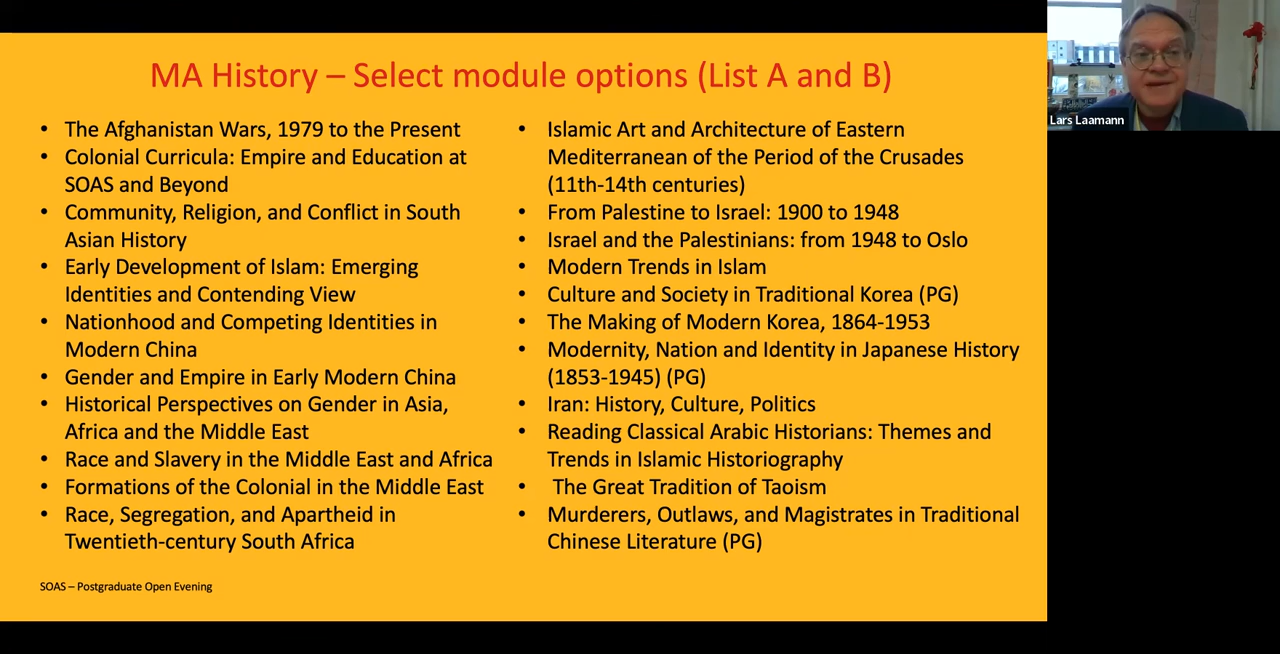 MA History – Select module options (List A and B)
• The Afghanistan Wars, 1979 to the Present
• Colonial Curricula: Empire and Education at
SOAS and Beyond
• Community, Religion, and Conflict in South
Asian History
• Early Development of Islam: Emerging
Identities and Contending View
• Nationhood and Competing Identities in
Modern China
• Gender and Empire in Early Modern China
• Historical Perspectives on Gender in Asia,
Africa and the Middle East
• Race and Slavery in the Middle East and Africa
• Formations of the Colonial in the Middle East
• Race, Segregation, and Apartheid in
Twentieth-century South Africa
• Islamic Art and Architecture of Eastern
Mediterranean of the Period of the Crusades
(11th-14th centuries)
• From Palestine to Israel: 1900 to 1948
• Israel and the Palestinians: from 1948 to Oslo
• Modern Trends in Islam
• Culture and Society in Traditional Korea (PG)
• The Making of Modern Korea, 1864-1953
• Modernity, Nation and Identity in Japanese History
(1853-1945) (PG)
• Iran: History, Culture, Politics
• Reading Classical Arabic Historians: Themes and
Trends in Islamic Historiography
• The Great Tradition of Taoism
• Murderers, Outlaws, and Magistrates in Traditional
Chinese Literature (PG)
SOAS – Postgraduate Open Evening
Lars Laamann